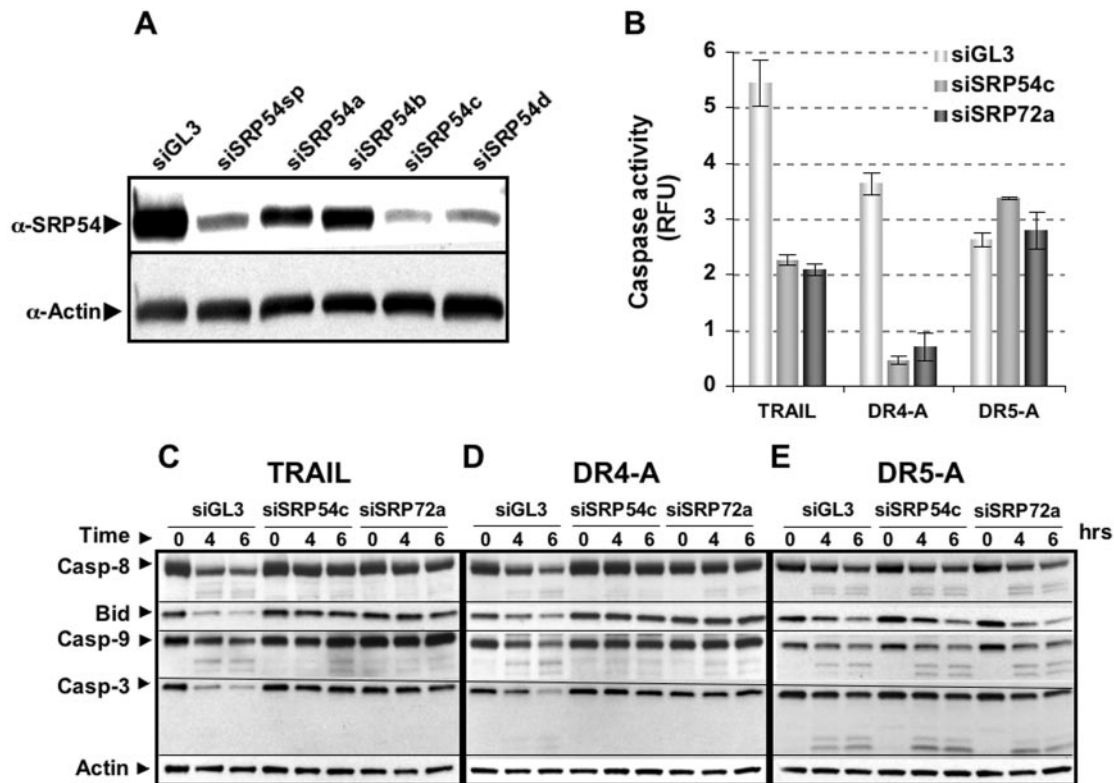 A
siGL3 siSRP54sp siSRP54a siSRP54b siSRP54c siSRP54d
α-SRP54
α-Actin
B
Caspase activity
(RFU)
6
5
4
3
2
1
0
siGL3
siSRP54c
siSRP72a
TRAIL DR4-A DR5-A
C TRAIL D DR4-A E DR5-A
siGL3 siSRP54c siSRP72a siGL3 siSRP54c siSRP72a siGL3 siSRP54c siSRP72a
Time 0 4 6 0 4 6 0 4 6 0 4 6 0 4 6 0 4 6 0 4 6 0 4 6 0 4 6 hrs
Casp-8
Bid
Casp-9
Casp-3
Actin